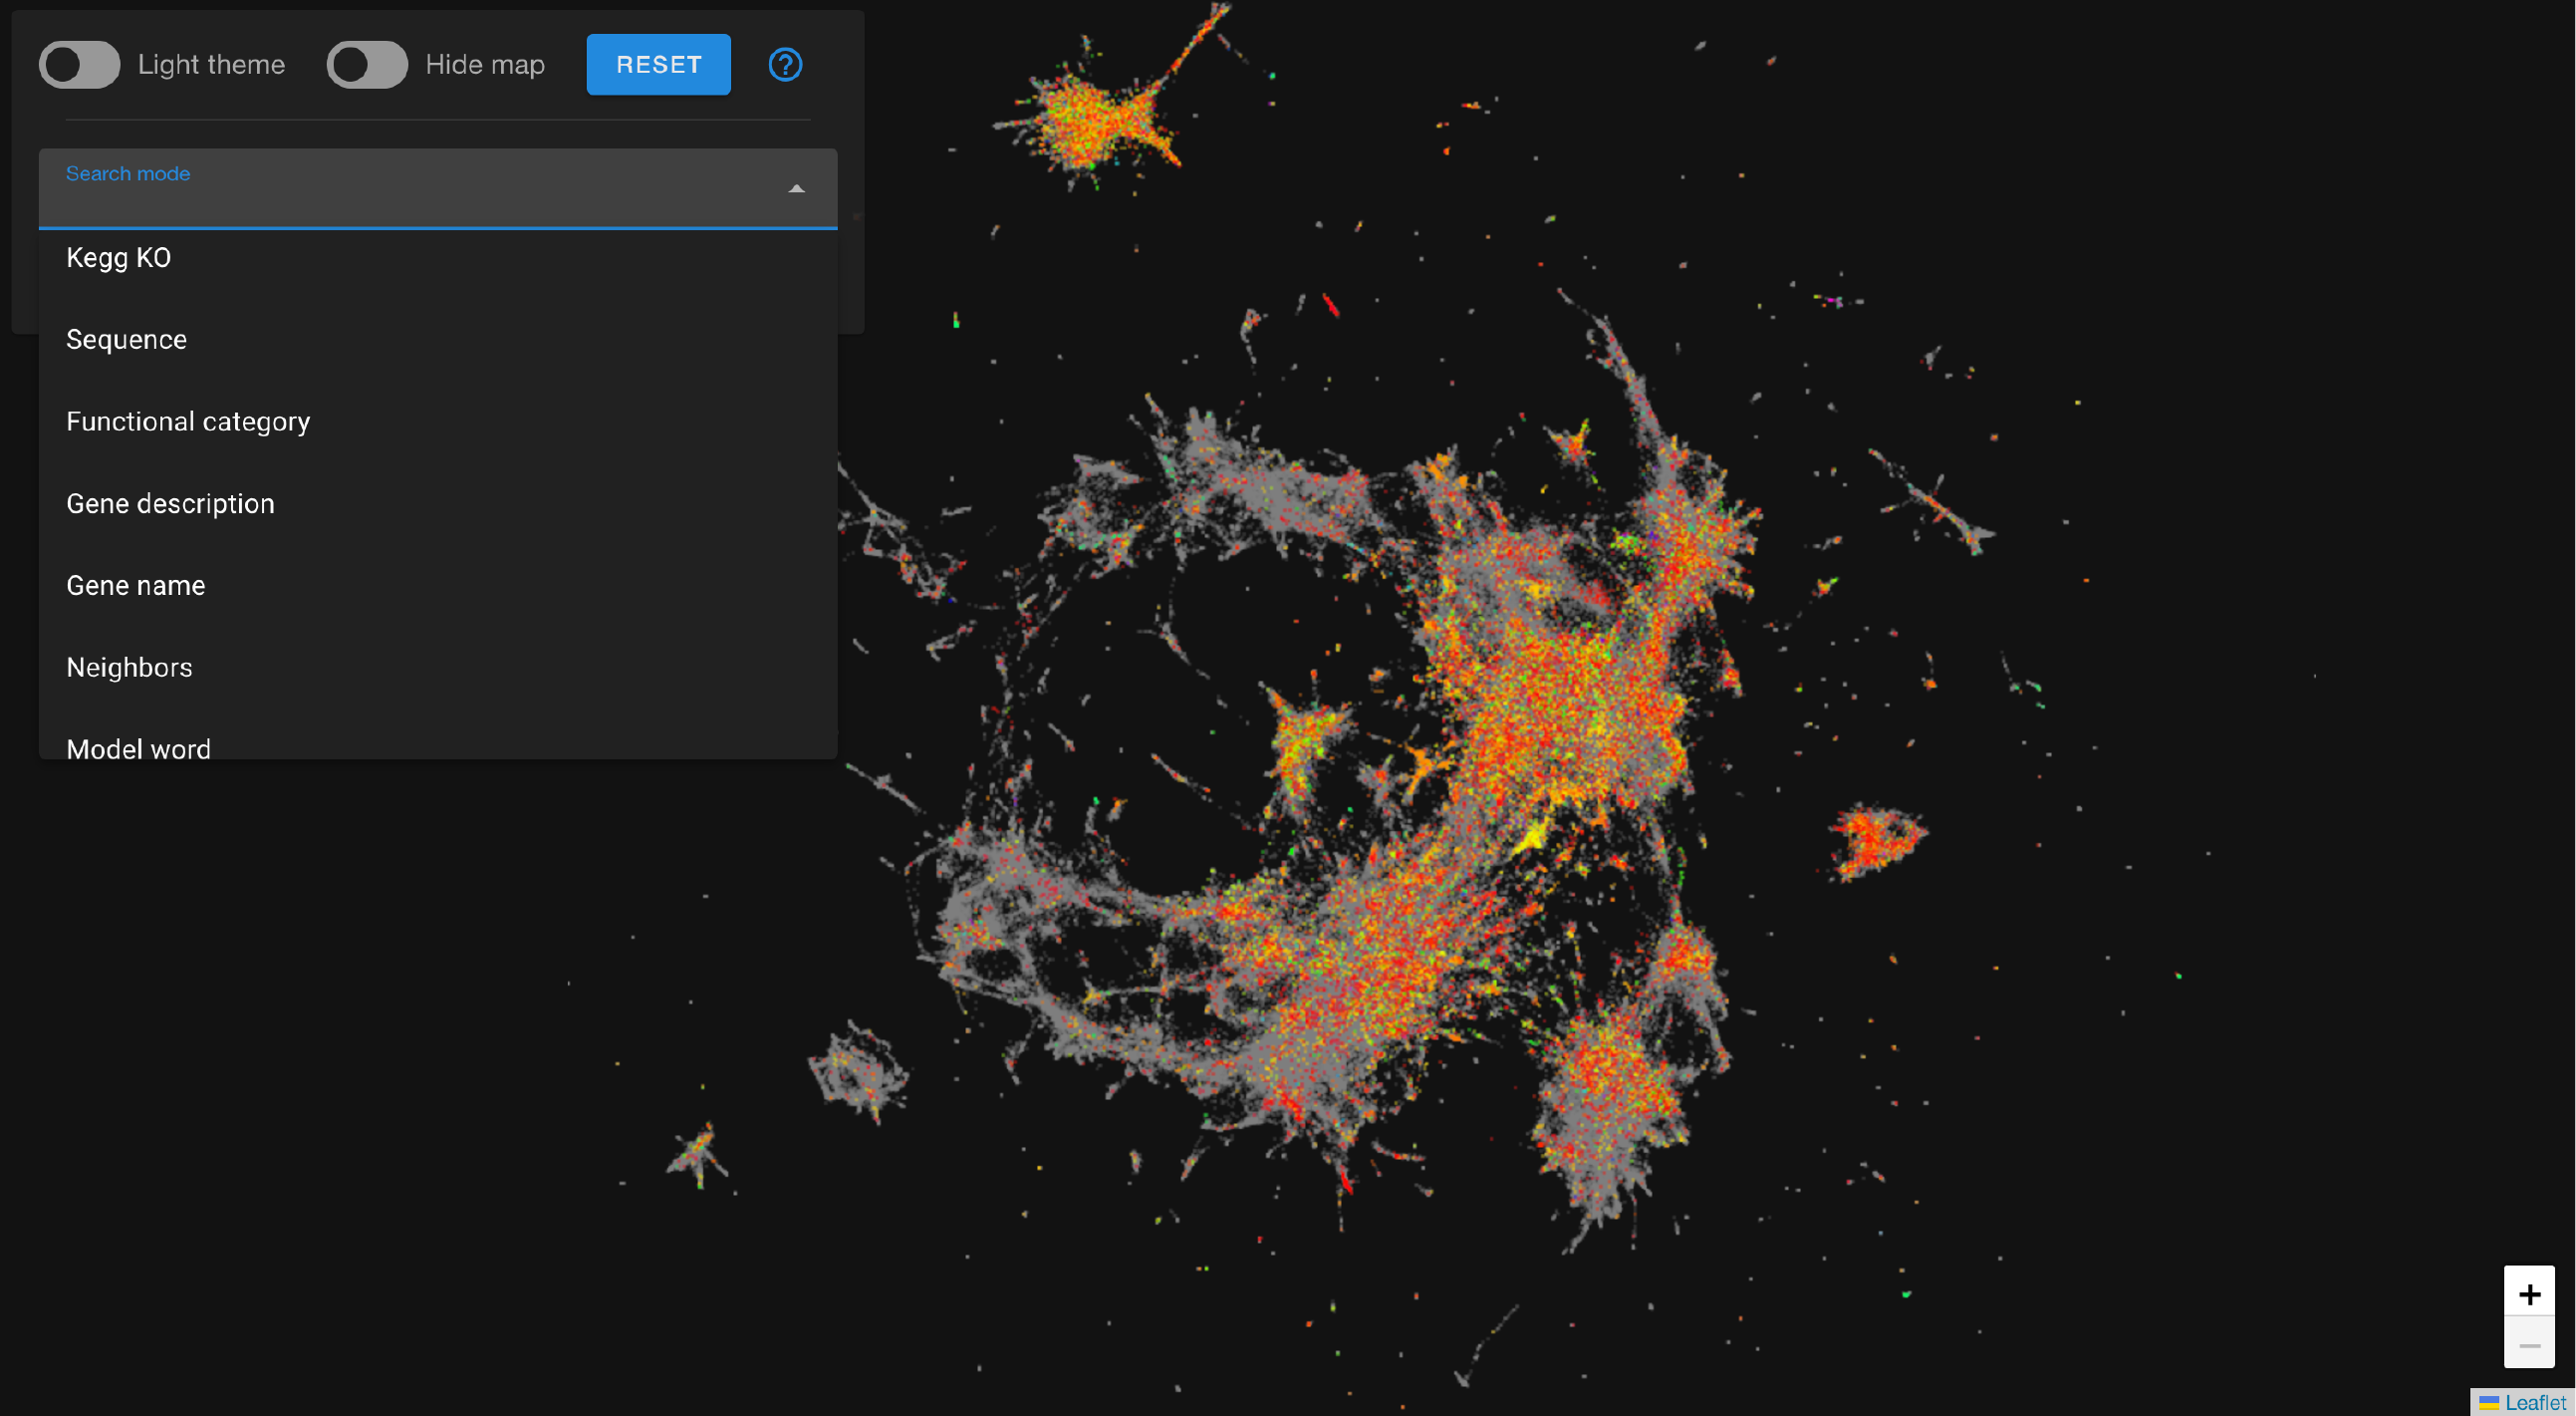 Light theme
Hide map
RESET
?
Search mode
Kegg KO
Sequence
Functional category
Gene description
Gene name
Neighbors
Model word
+
−
Leaflet